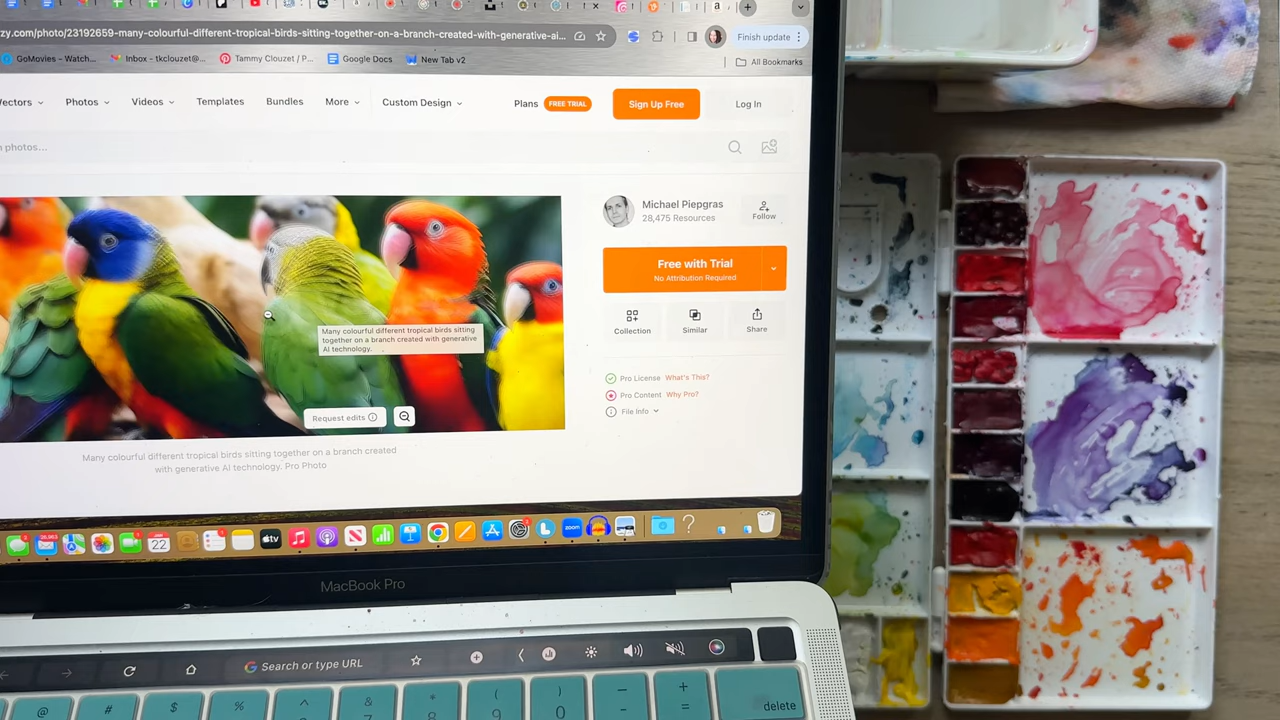 zy.com/photo/23192659-many-colourful-different-tropical-birds-sitting-together-on-a-branch-created-with-generative-ai...
Finish update
GoMovies – Watch...
Inbox - tkclouzet@...
Tammy Clouzet / P...
Google Docs
New Tab v2
All Bookmarks
Vectors
Photos
Videos
Templates
Bundles
More
Custom Design
Plans
FREE TRIAL
Sign Up Free
Log In
photos...
Michael Piepgras
28,475 Resources
Follow
Free with Trial
No Attribution Required
Collection
Similar
Share
Many colourful different tropical birds sitting
together on a branch created with generative
AI technology.
Pro License What's This?
Pro Content Why Pro?
File Info
Request edits
Many colourful different tropical birds sitting together on a branch created
with generative AI technology. Pro Photo
22
tv
zoom
?
MacBook Pro
Search or type URL
@
#
$
%
^
&
7
*
8
(
9
)
0
–
-
+
=
delete